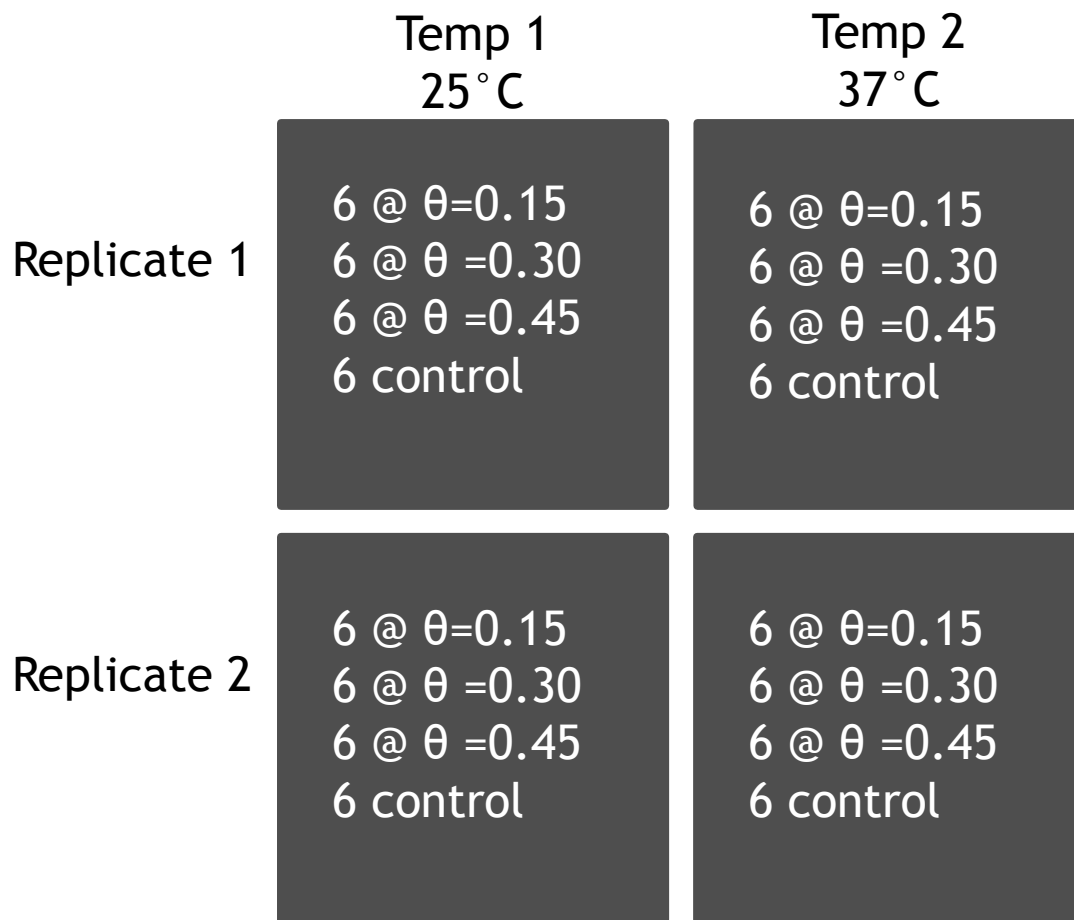 Temp 1
25°C
Temp 2
37°C
Replicate 1
6 @ θ=0.15
6 @ θ =0.30
6 @ θ =0.45
6 control
6 @ θ=0.15
6 @ θ =0.30
6 @ θ =0.45
6 control
Replicate 2
6 @ θ=0.15
6 @ θ =0.30
6 @ θ =0.45
6 control
6 @ θ=0.15
6 @ θ =0.30
6 @ θ =0.45
6 control